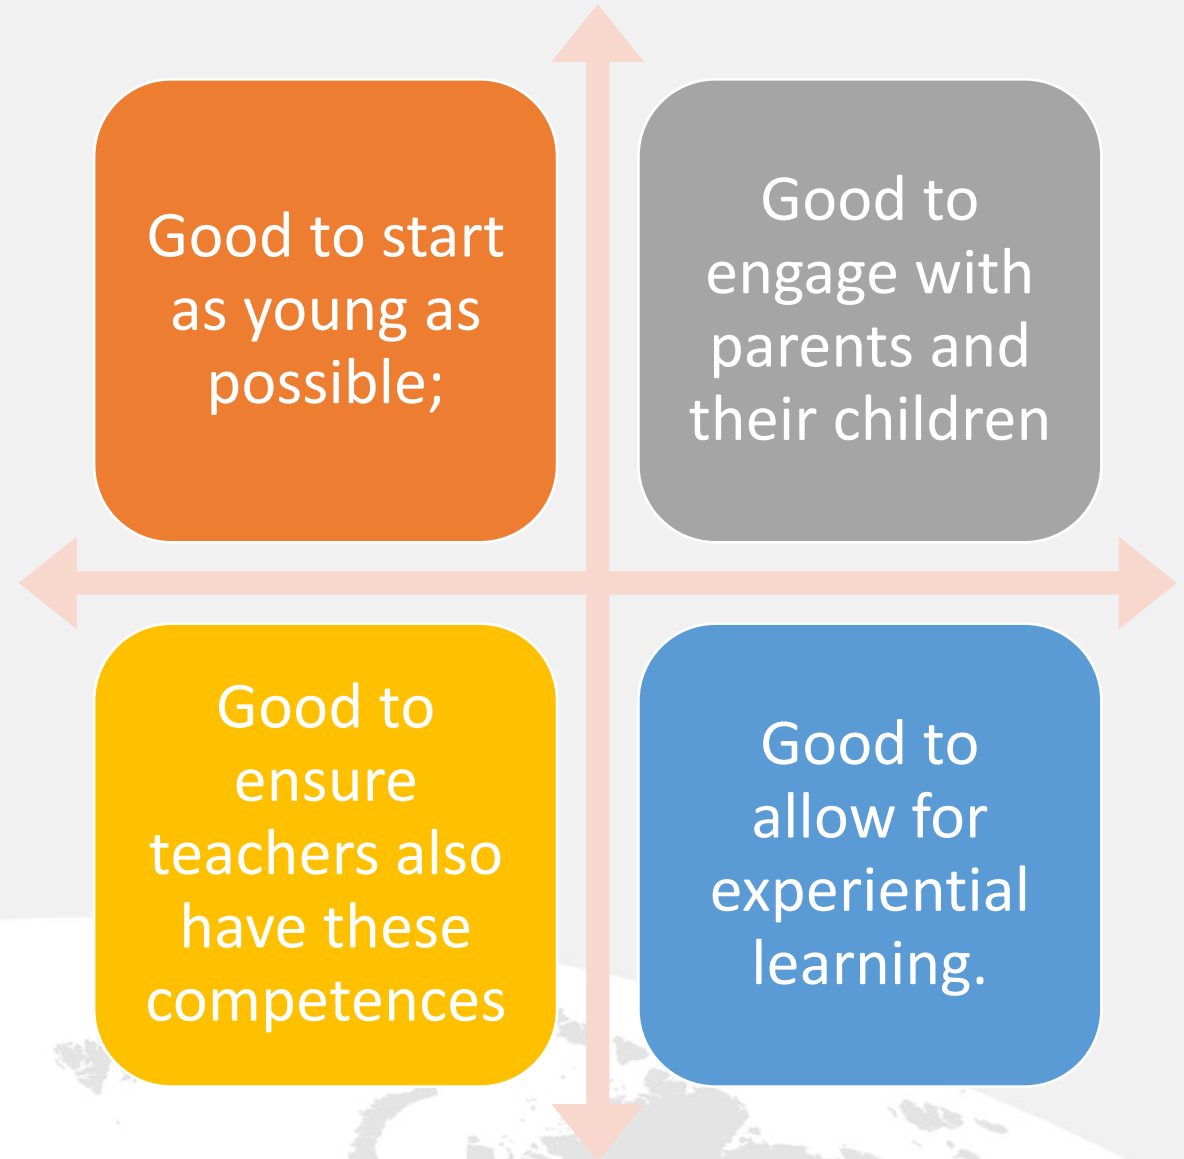 Good to start
as young as
possible;
Good to
engage with
parents and
their children
Good to
ensure
teachers also
have these
competences
Good to
allow for
experiential
learning.